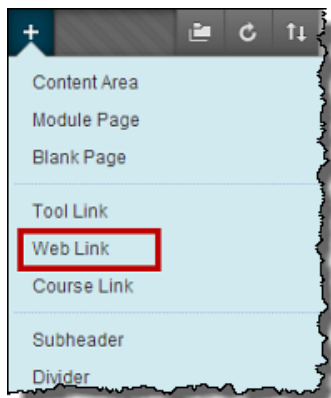 Content Area
Module Page
Blank Page
Tool Link
Web Link
Course Link
Subheader
Divider